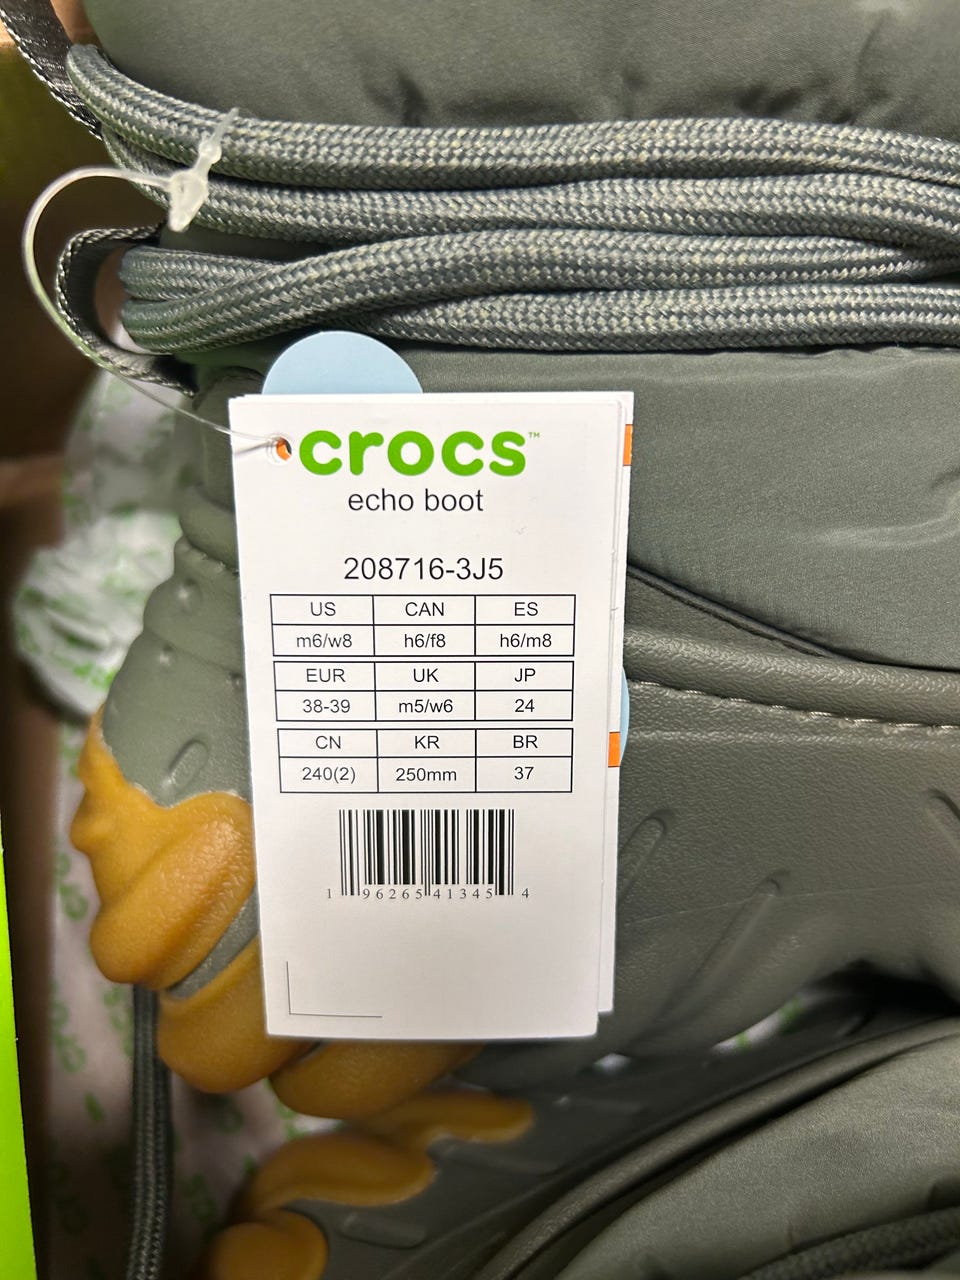 crocs™
echo boot
208716-3J5
US CAN ES
m6/w8 h6/f8 h6/m8
EUR UK JP
38-39 m5/w6 24
CN KR BR
240(2) 250mm 37
1 96265 41345 4